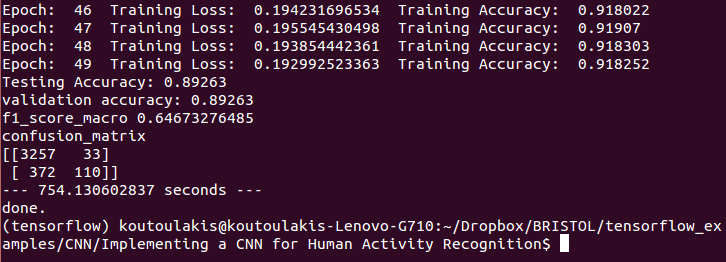 Epoch:  46  Training Loss:  0.194231696534  Training Accuracy:  0.918022
Epoch:  47  Training Loss:  0.195545430498  Training Accuracy:  0.91907
Epoch:  48  Training Loss:  0.193854442361  Training Accuracy:  0.918303
Epoch:  49  Training Loss:  0.192992523363  Training Accuracy:  0.918252
Testing Accuracy: 0.89263
validation accuracy: 0.89263
f1_score_macro 0.64673276485
confusion_matrix
[[3257   33]
 [ 372  110]]
--- 754.130602837 seconds ---
done.
(tensorflow) koutoulakis@koutoulakis-Lenovo-G710:~/Dropbox/BRISTOL/tensorflow_ex
amples/CNN/Implementing a CNN for Human Activity Recognition$